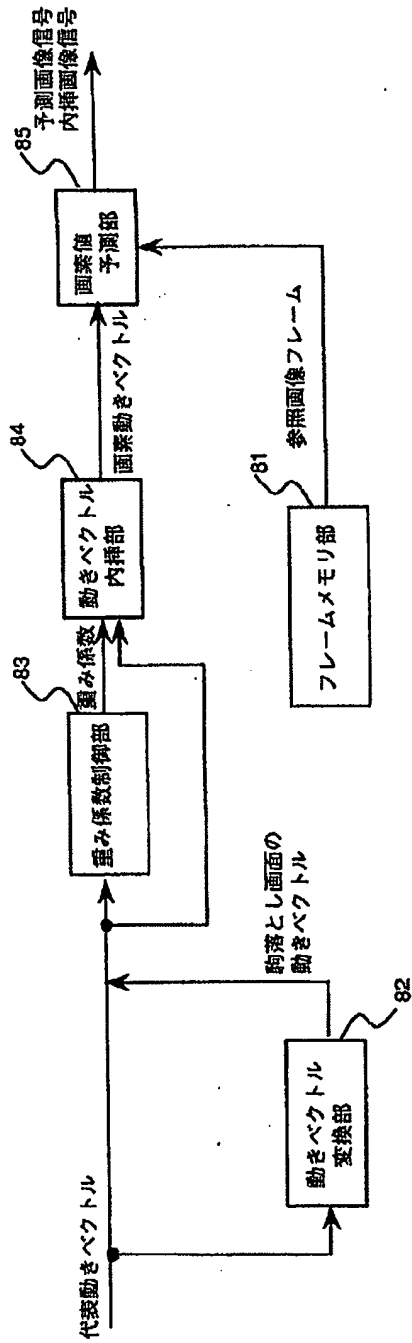 代表動きベクトル
動きベクトル
変換部
82
駒落とし画面の
動きベクトル
重み係数制御部
83
重み係数
動きベクトル
内挿部
84
画素動きベクトル
フレームメモリ部
81
参照画像フレーム
画素値
予測部
85
予測画像信号
内挿画像信号